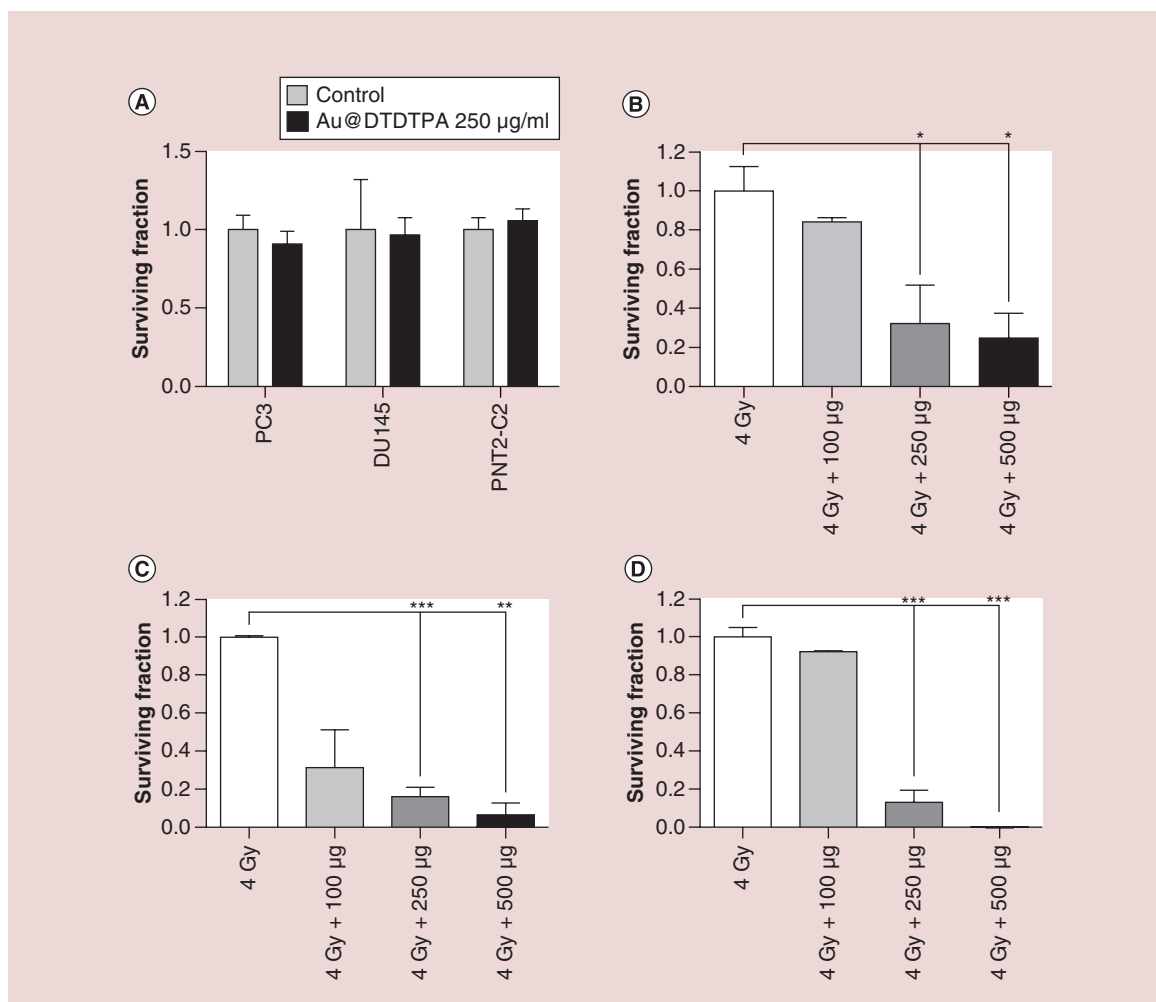 A
Control
Au@DTDTPA 250 µg/ml
Surviving fraction
1.5
1.0
0.5
0.0
PC3
DU145
PNT2-C2
B
Surviving fraction
1.2
1.0
0.8
0.6
0.4
0.2
0.0
*
*
4 Gy
4 Gy + 100 µg
4 Gy + 250 µg
4 Gy + 500 µg
C
Surviving fraction
1.2
1.0
0.8
0.6
0.4
0.2
0.0
***
**
4 Gy
4 Gy + 100 µg
4 Gy + 250 µg
4 Gy + 500 µg
D
Surviving fraction
1.2
1.0
0.8
0.6
0.4
0.2
0.0
***
***
4 Gy
4 Gy + 100 µg
4 Gy + 250 µg
4 Gy + 500 µg